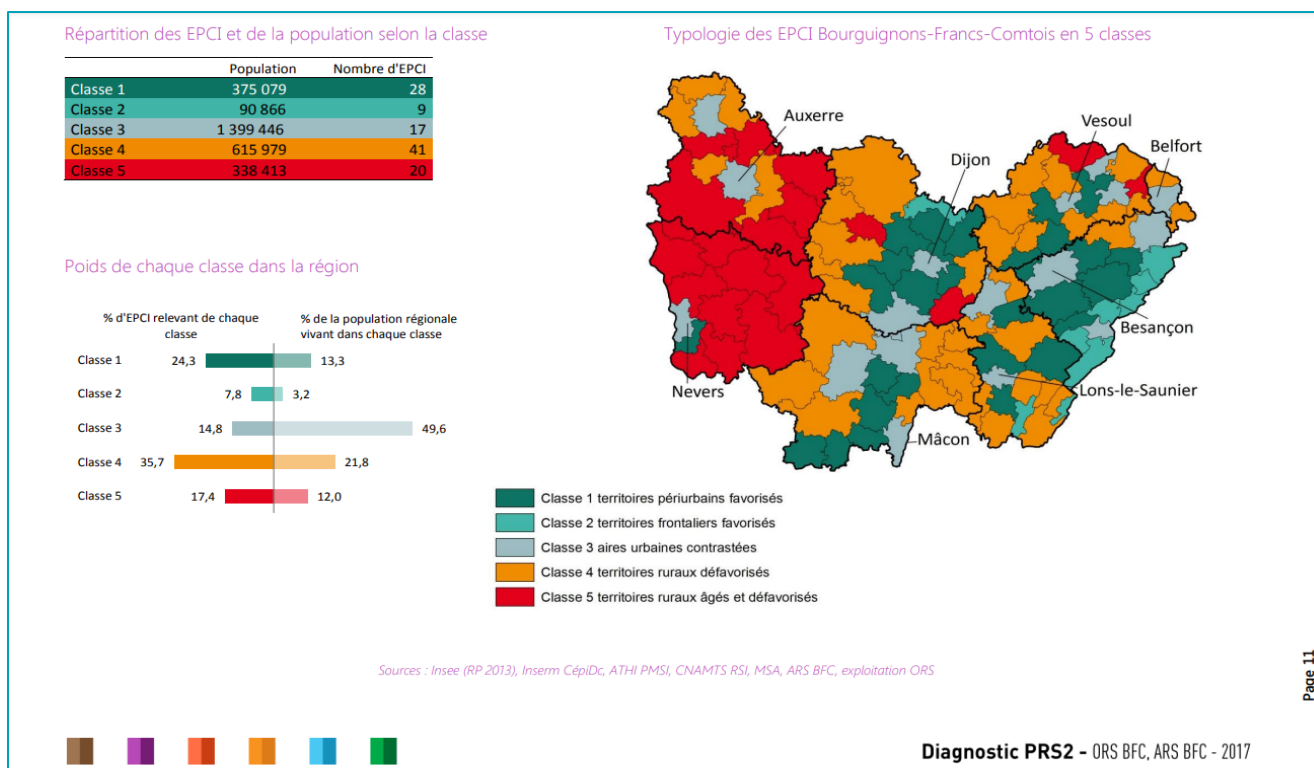 Répartition des EPCI et de la population selon la classe
Population Nombre d'EPCI
Classe 1 375 079 28
Classe 2 90 866 9
Classe 3 1 399 446 17
Classe 4 615 979 41
Classe 5 338 413 20
Poids de chaque classe dans la région
% d'EPCI relevant de chaque
classe
% de la population régionale
vivant dans chaque classe
Classe 1 24,3 13,3
Classe 2 7,8 3,2
Classe 3 14,8 49,6
Classe 4 35,7 21,8
Classe 5 17,4 12,0
Typologie des EPCI Bourguignons-Francs-Comtois en 5 classes
Auxerre
Vesoul
Belfort
Dijon
Besançon
Nevers
Lons-le-Saunier
Mâcon
Classe 1 territoires périurbains favorisés
Classe 2 territoires frontaliers favorisés
Classe 3 aires urbaines contrastées
Classe 4 territoires ruraux défavorisés
Classe 5 territoires ruraux âgés et défavorisés
Sources : Insee (RP 2013), Inserm CépiDc, ATHI PMSI, CNAMTS RSI, MSA, ARS BFC, exploitation ORS
Page 11
Diagnostic PRS2 - ORS BFC, ARS BFC - 2017